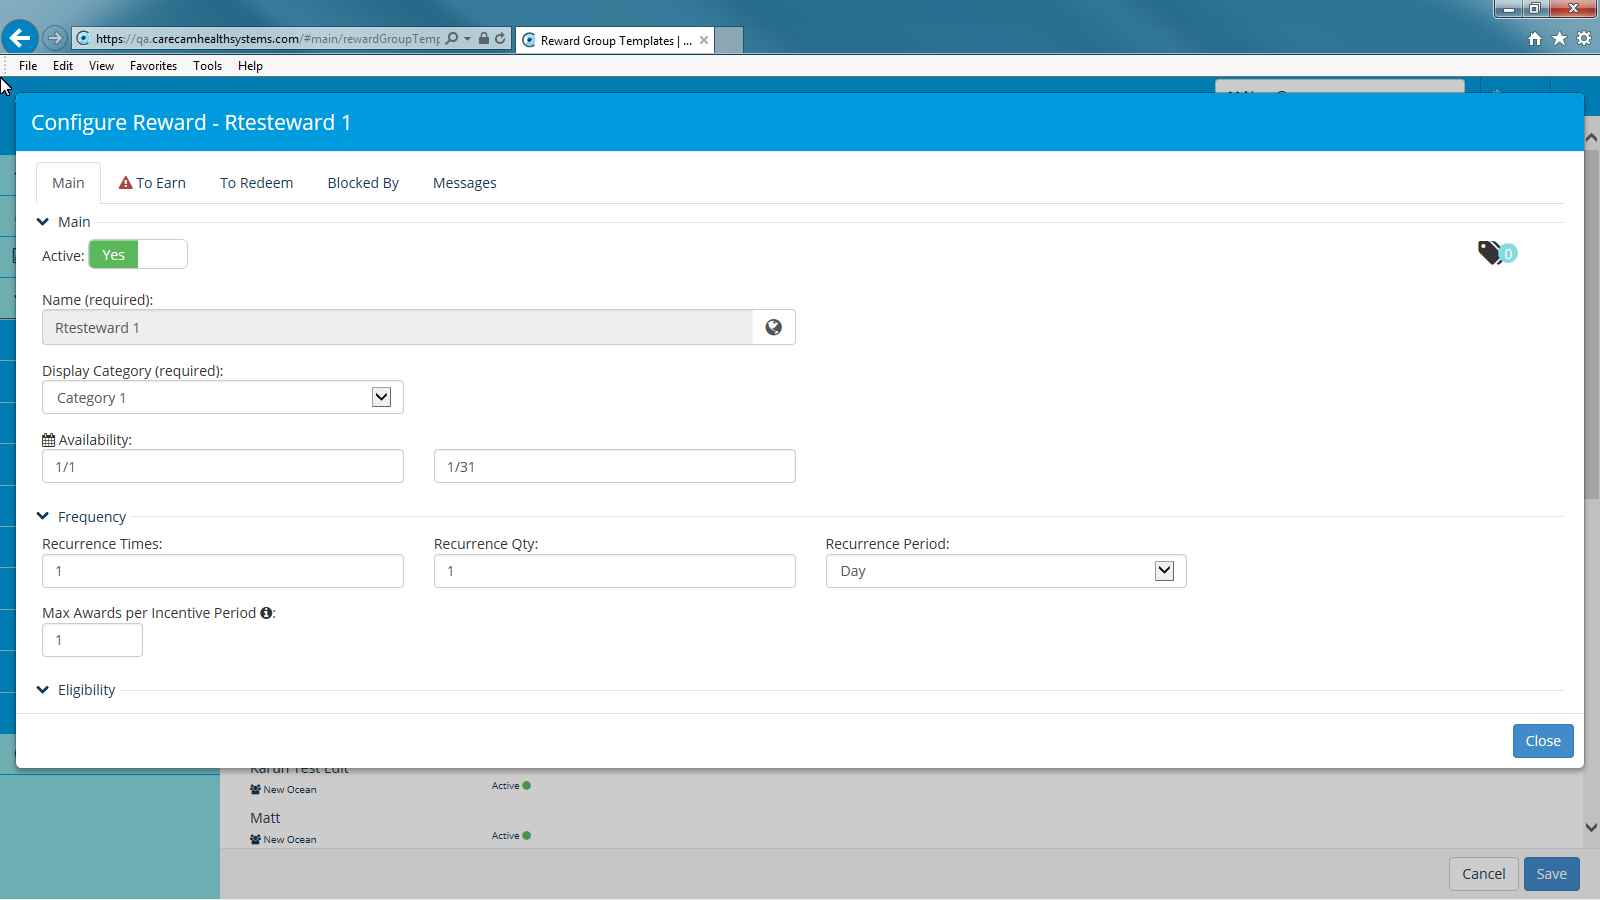 https://qa.carecamhealthsystems.com/#main/rewardGroupTemp
Reward Group Templates | ...
File Edit View Favorites Tools Help
Configure Reward - Rtesteward 1
Main To Earn To Redeem Blocked By Messages
Main
Active: Yes
0
Name (required):
Rtesteward 1
Display Category (required):
Category 1
Availability:
1/1 1/31
Frequency
Recurrence Times: Recurrence Qty: Recurrence Period:
1 1 Day
Max Awards per Incentive Period :
1
Eligibility
Close
Karun Test Edit
New Ocean Active
Matt
New Ocean Active
Cancel Save